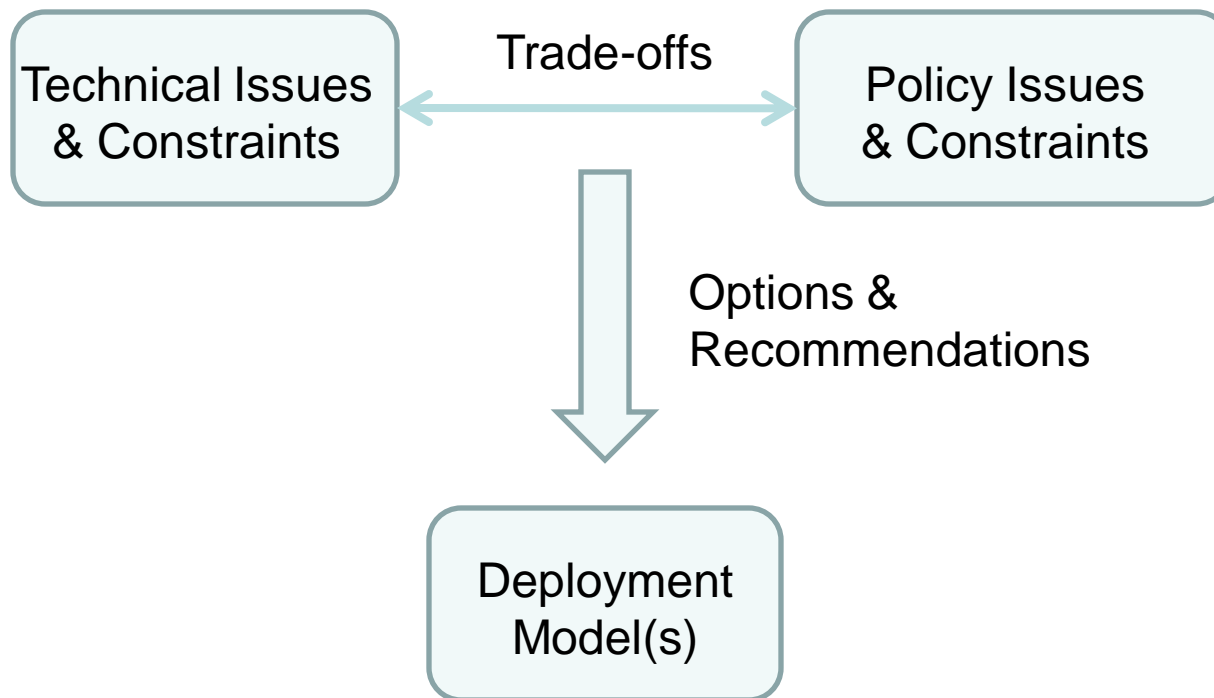 Trade-offs
Technical Issues
& Constraints
Policy Issues
& Constraints
Options &
Recommendations
Deployment
Model(s)